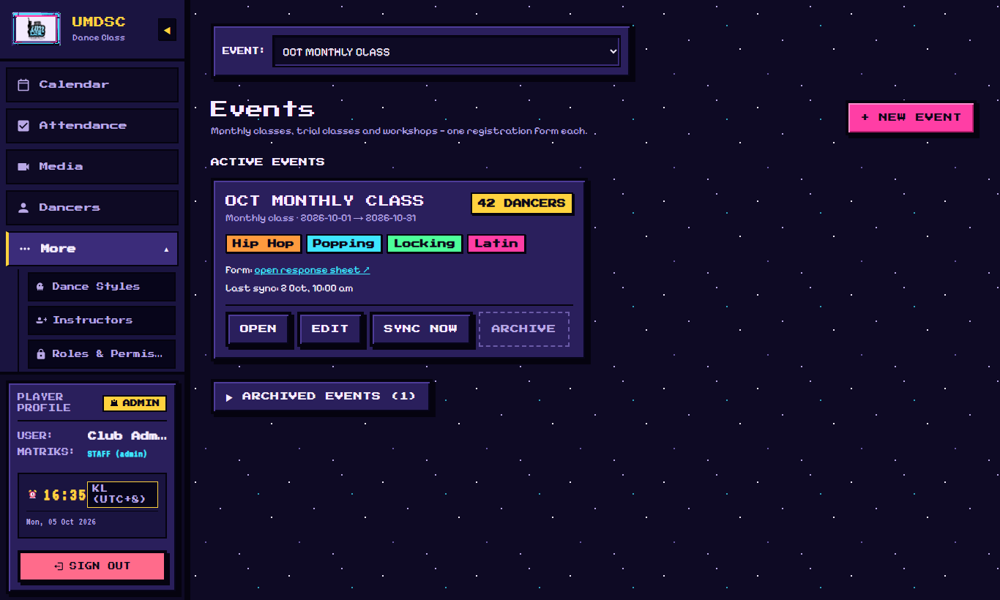 UMDSC
Dance Class
Calendar
Attendance
Media
Dancers
More
Dance Styles
Instructors
Roles & Permis…
PLAYER PROFILE
ADMIN
USER: Club Adm…
MATRIKS: STAFF (admin)
16:35 KL (UTC+8)
Mon, 05 Oct 2026
SIGN OUT
EVENT: OCT MONTHLY CLASS
Events
Monthly classes, trial classes and workshops – one registration form each.
+ NEW EVENT
ACTIVE EVENTS
OCT MONTHLY CLASS
42 DANCERS
Monthly class · 2026-10-01 → 2026-10-31
Hip Hop Popping Locking Latin
Form: open response sheet ↗
Last sync: 2 Oct, 10:00 am
OPEN EDIT SYNC NOW ARCHIVE
▶ ARCHIVED EVENTS (1)